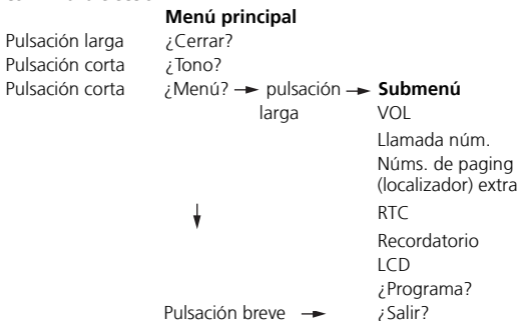 Menú principal
Pulsación larga ¿Cerrar?
Pulsación corta ¿Tono?
Pulsación corta ¿Menú? → pulsación larga → Submenú
VOL
Llamada núm.
Núms. de paging
(localizador) extra
RTC
Recordatorio
LCD
¿Programa?
Pulsación breve → ¿Salir?